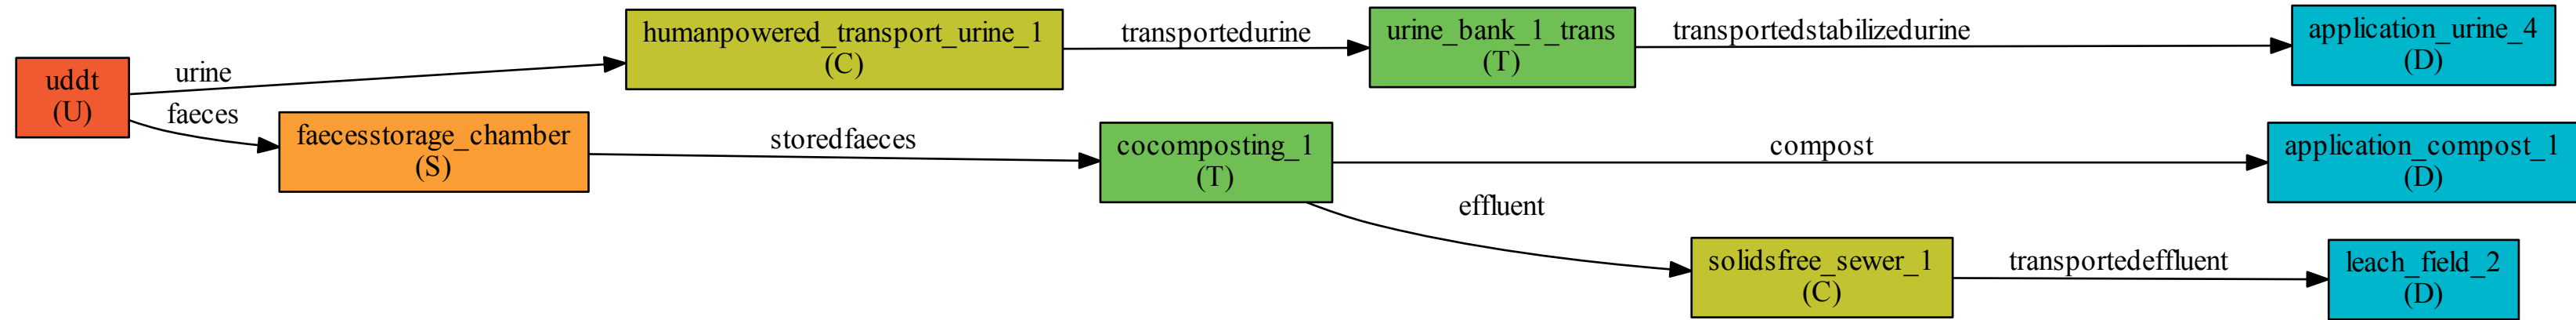 uddt
(U)
urine
faeces
humanpowered_transport_urine_1
(C)
transportedurine
urine_bank_1_trans
(T)
transportedstabilizedurine
application_urine_4
(D)
faecesstorage_chamber
(S)
storedfaeces
cocomposting_1
(T)
compost
application_compost_1
(D)
effluent
solidsfree_sewer_1
(C)
transportedeffluent
leach_field_2
(D)